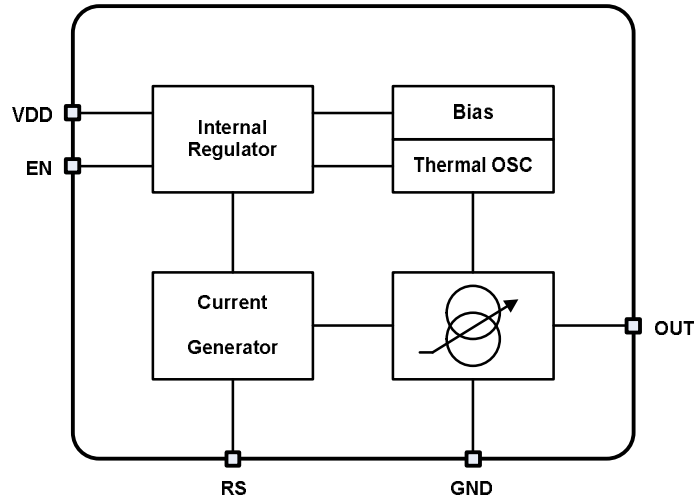 VDD
EN
Internal
Regulator
Bias
Thermal OSC
Current
Generator
OUT
RS
GND